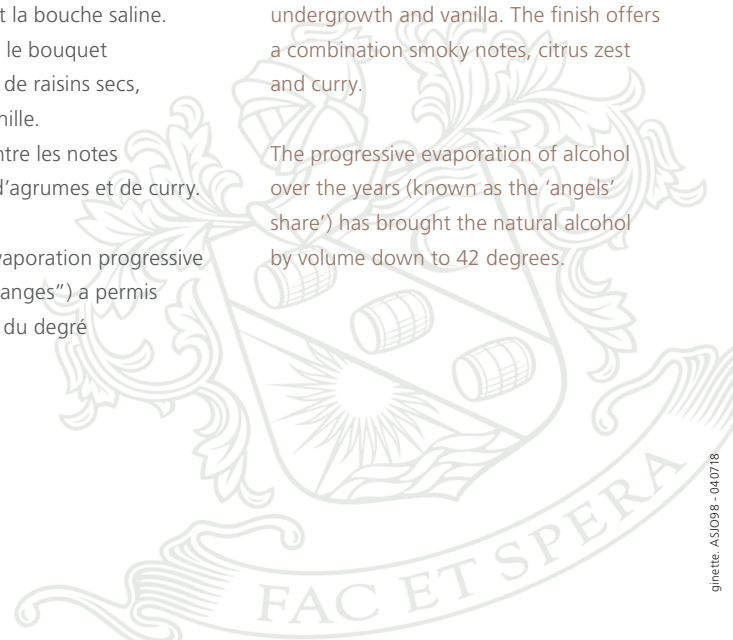 t la bouche saline.
le bouquet
de raisins secs,
nille.
ntre les notes
d'agrumes et de curry.
vaporation progressive
anges") a permis
du degré
undergrowth and vanilla. The finish offers
a combination smoky notes, citrus zest
and curry.
The progressive evaporation of alcohol
over the years (known as the 'angels'
share') has brought the natural alcohol
by volume down to 42 degrees.
FAC ET SPERA
ginette. ASJO98 - 040718